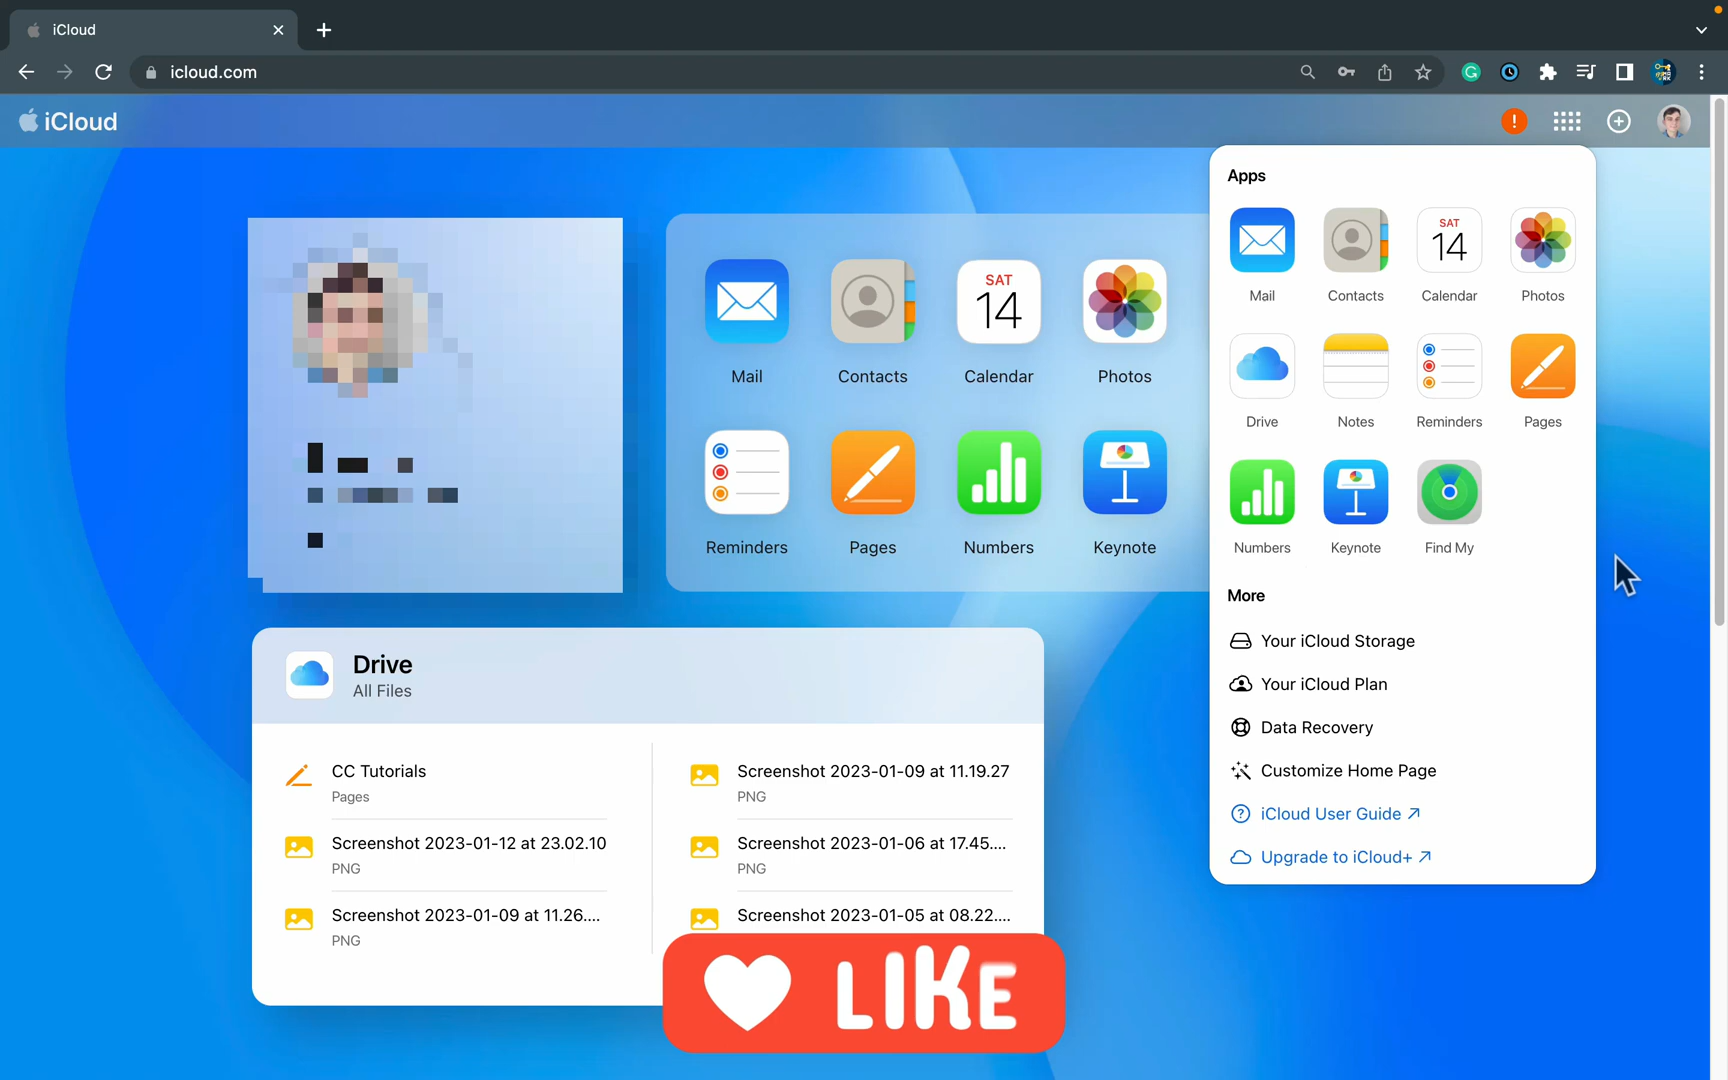 iCloud
icloud.com
iCloud
!
Apps
Mail
Contacts
SAT
14
Calendar
Photos
Drive
Notes
Reminders
Pages
Numbers
Keynote
Find My
More
Your iCloud Storage
Your iCloud Plan
Data Recovery
Customize Home Page
iCloud User Guide
Upgrade to iCloud+
Mail
Contacts
SAT
14
Calendar
Photos
Reminders
Pages
Numbers
Keynote
Drive
All Files
CC Tutorials
Pages
Screenshot 2023-01-12 at 23.02.10
PNG
Screenshot 2023-01-09 at 11.26....
PNG
Screenshot 2023-01-09 at 11.19.27
PNG
Screenshot 2023-01-06 at 17.45....
PNG
Screenshot 2023-01-05 at 08.22....
LIKE